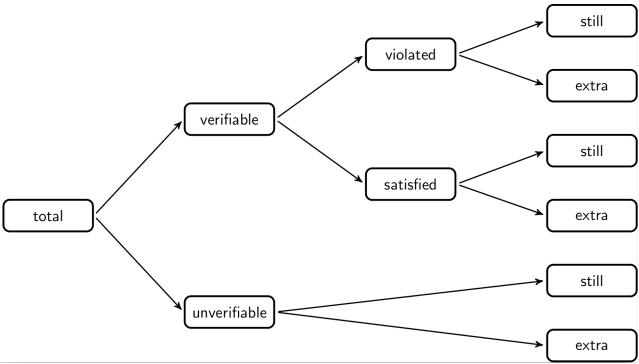 still
violated
extra
verifiable
still
satisfied
extra
total
still
unverifiable
extra